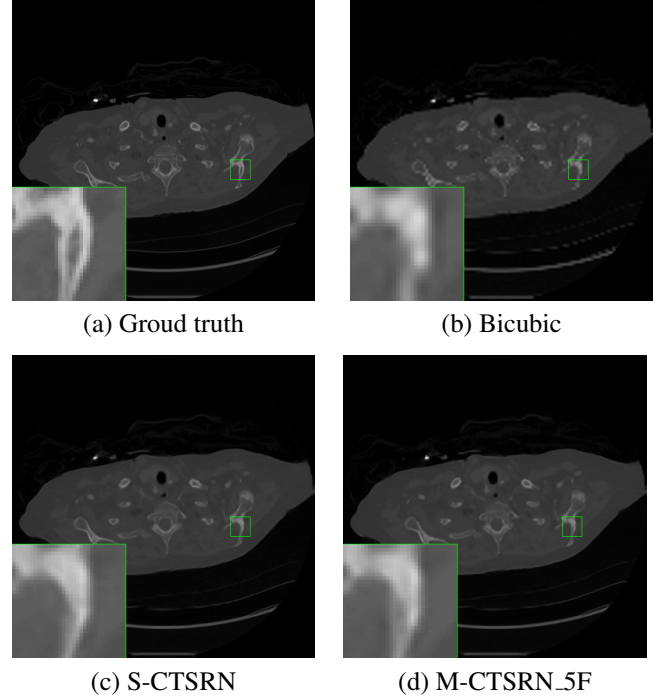 (a) Groud truth
(b) Bicubic
(c) S-CTSRN
(d) M-CTSRN_5F